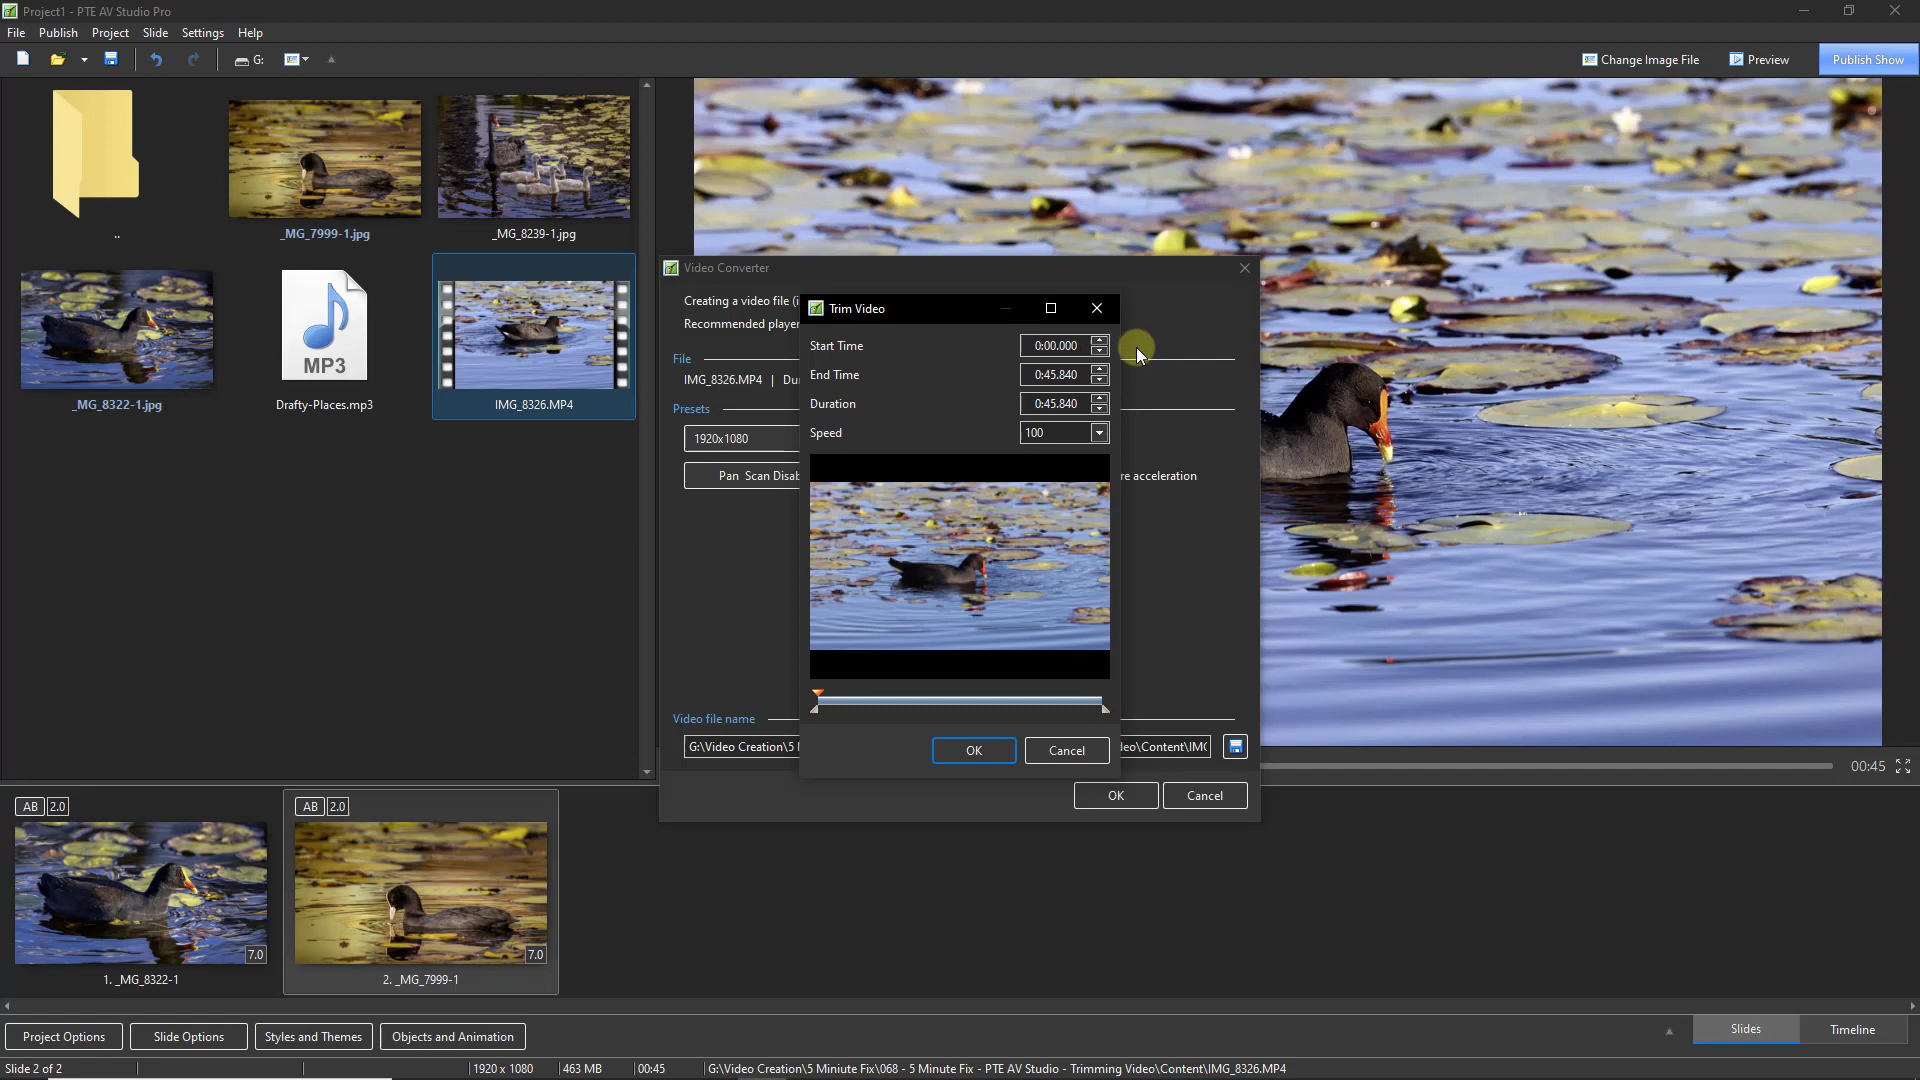 Project1 - PTE AV Studio Pro
File Publish Project Slide Settings Help
G: Change Image File Preview Publish Show
..
_MG_7999-1.jpg
_MG_8239-1.jpg
_MG_8322-1.jpg
MP3
Drafty-Places.mp3
IMG_8326.MP4
Video Converter
Creating a video file (
Recommended player
File
IMG_8326.MP4 | Du
Presets
1920x1080
Pan Scan Disab
re acceleration
Video file name
G:\Video Creation\5
eo\Content\IM
OK Cancel
Trim Video
Start Time 0:00.000
End Time 0:45.840
Duration 0:45.840
Speed 100
OK Cancel
00:45
AB 2.0
7.0
1. _MG_8322-1
AB 2.0
7.0
2. _MG_7999-1
Project Options Slide Options Styles and Themes Objects and Animation
Slides Timeline
Slide 2 of 2 1920 x 1080 463 MB 00:45 G:\Video Creation\5 Miniute Fix\068 - 5 Minute Fix - PTE AV Studio - Trimming Video\Content\IMG_8326.MP4